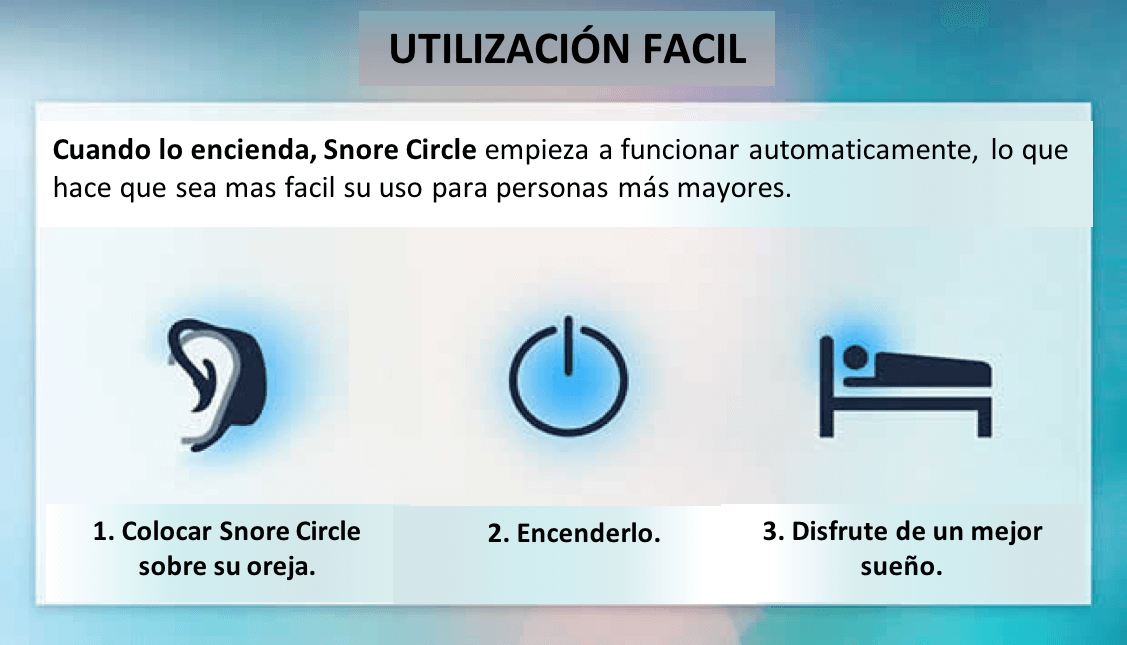 UTILIZACIÓN FACIL
Cuando lo encienda, Snore Circle empieza a funcionar automaticamente, lo que
hace que sea mas facil su uso para personas más mayores.
1. Colocar Snore Circle
sobre su oreja.
2. Encenderlo.
3. Disfrute de un mejor
sueño.